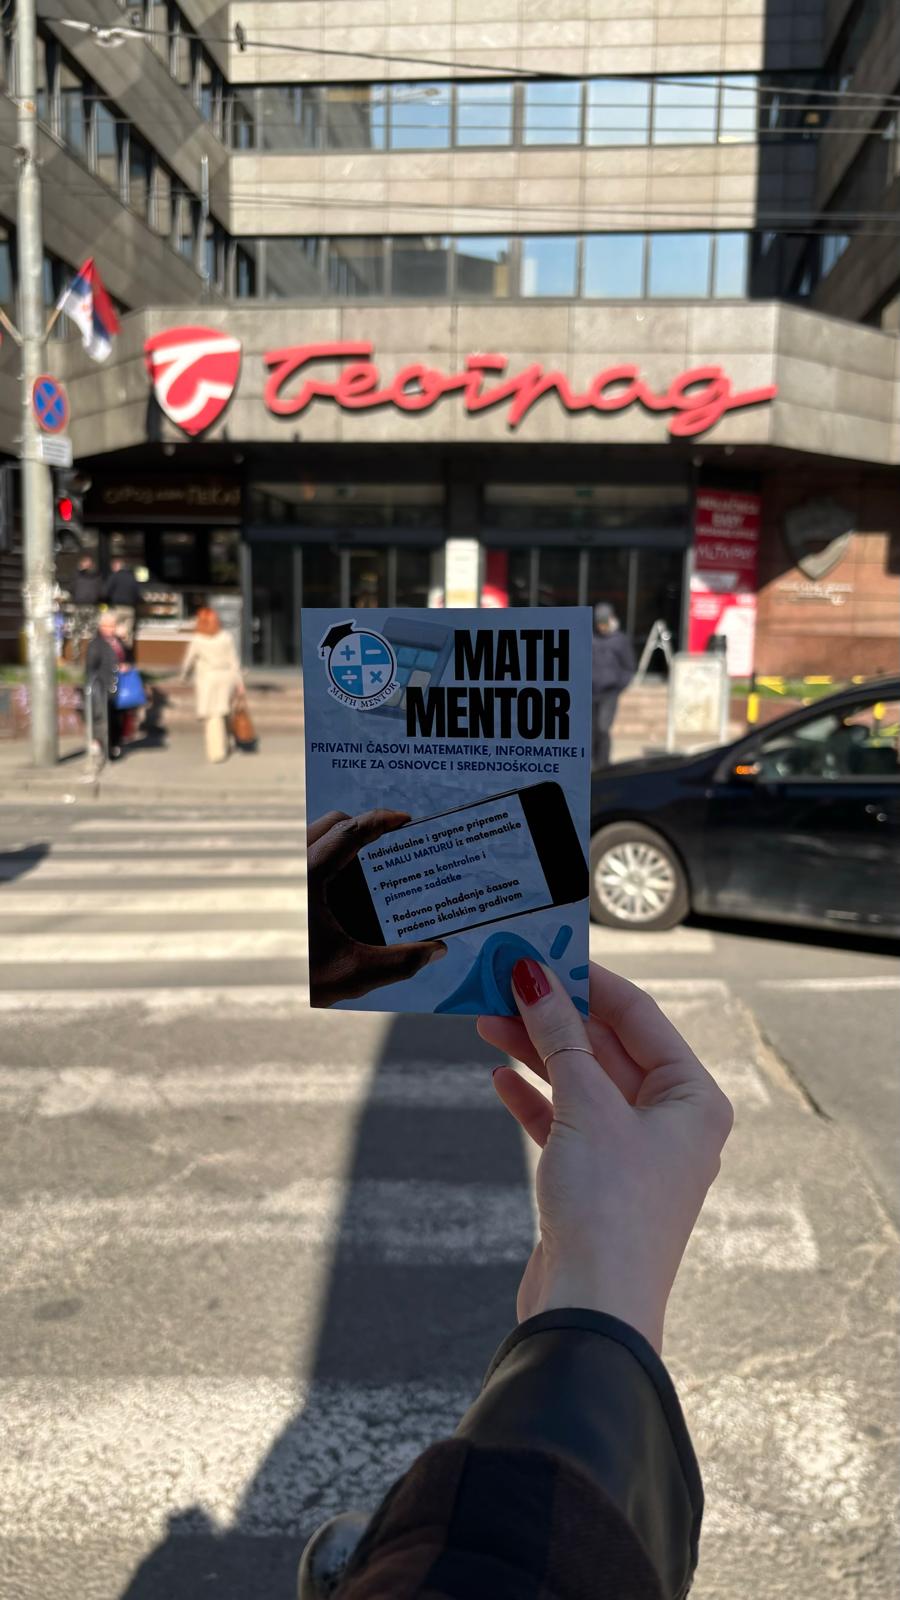 Београд
MATH
MENTOR
MATH MENTOR
PRIVATNI ČASOVI MATEMATIKE, INFORMATIKE I
FIZIKE ZA OSNOVCE I SREDNJOŠKOLCE
• Individualne i grupne pripreme
za MALU MATURU iz matematike
• Pripreme za kontrolne i
pismene zadatke
• Redovno pohađanje časova
praćeno školskim gradivom